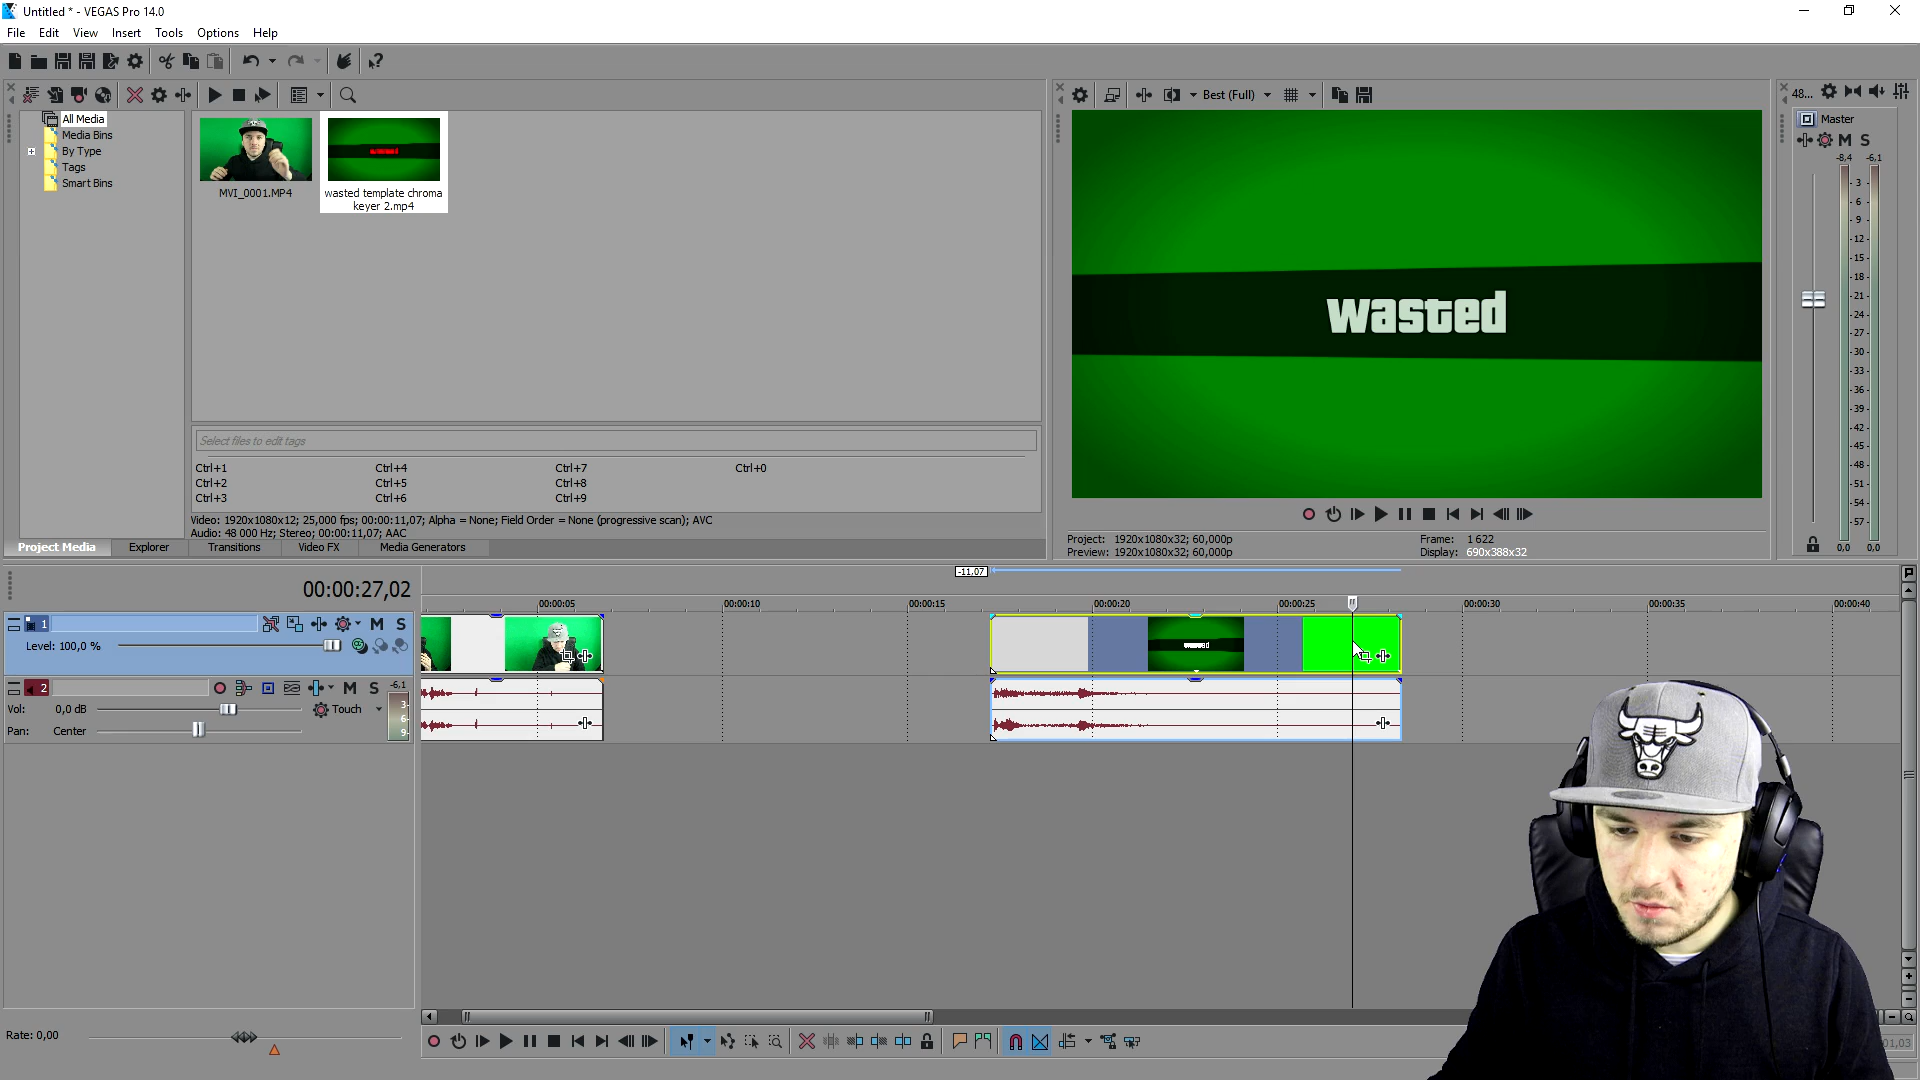 Untitled * - VEGAS Pro 14.0
File Edit View Insert Tools Options Help
Best (Full)
48...
All Media
Media Bins
By Type
Tags
Smart Bins
MVI_0001.MP4
wasted template chroma
keyer 2.mp4
wasted
Master
M S
-8,4 -6,1
- 3 -
- 6 -
- 9 -
- 12 -
- 15 -
- 18 -
- 21 -
- 24 -
- 27 -
- 30 -
- 33 -
- 36 -
- 39 -
- 42 -
- 45 -
- 48 -
- 51 -
- 54 -
- 57 -
0,0 0,0
Select files to edit tags
Ctrl+1 Ctrl+4 Ctrl+7 Ctrl+0
Ctrl+2 Ctrl+5 Ctrl+8
Ctrl+3 Ctrl+6 Ctrl+9
Video: 1920x1080x12; 25,000 fps; 00:00:11,07; Alpha = None; Field Order = None (progressive scan); AVC
Audio: 48 000 Hz; Stereo; 00:00:11,07; AAC
Project Media Explorer Transitions Video FX Media Generators
Project: 1920x1080x32; 60,000p Frame: 1 622
Preview: 1920x1080x32; 60,000p Display: 690x388x32
00:00:27,02
-11.07
00:00:05 00:00:10 00:00:15 00:00:20 00:00:25 00:00:30 00:00:35 00:00:40
1 M S
Level: 100,0 %
wasted
2 M S -6,1
Vol: 0,0 dB Touch
Pan: Center
3-
6-
9-
Rate: 0,00
01,03